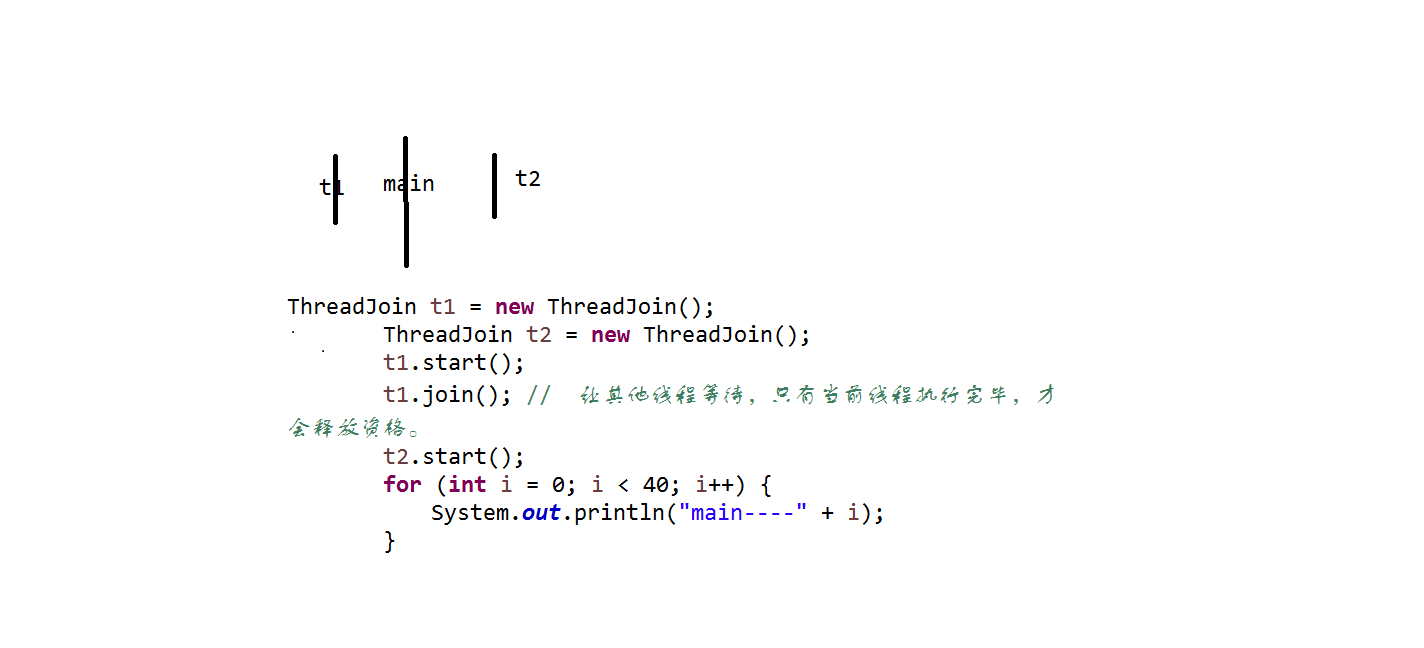 t1 main t2
ThreadJoin t1 = new ThreadJoin();
ThreadJoin t2 = new ThreadJoin();
t1.start();
t1.join(); // 让其他线程等待，只有当前线程执行完毕，才
会释放资格。
t2.start();
for (int i = 0; i < 40; i++) {
System.out.println("main----" + i);
}